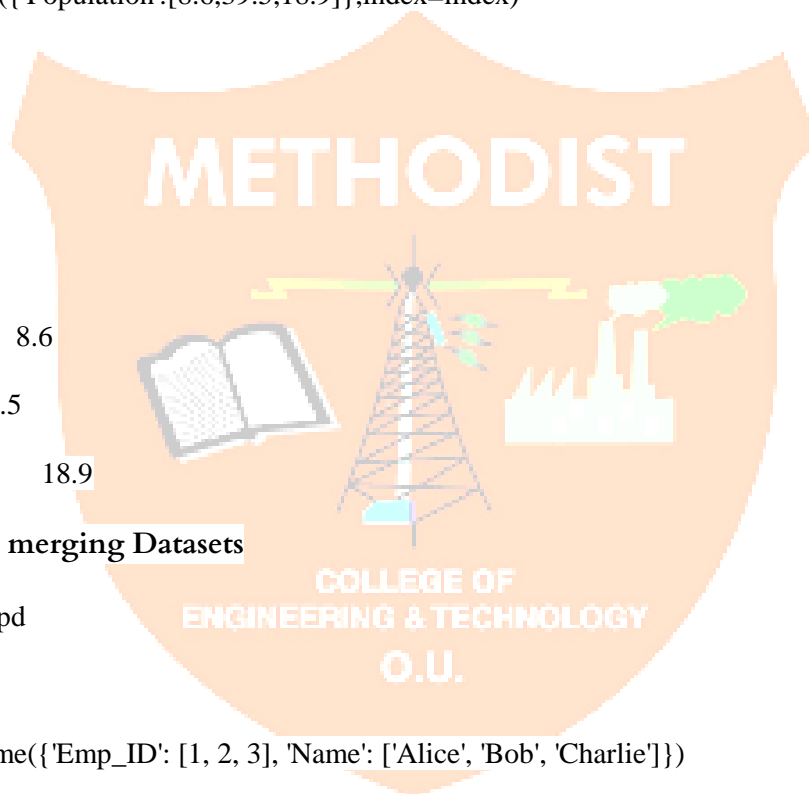 ({'Population':[8.6,39.5,18.9]},index=index)
METHODIST
8.6
.5
18.9
merging Datasets
COLLEGE OF
pd
ENGINEERING & TECHNOLOGY
O.U.
me({'Emp_ID': [1, 2, 3], 'Name': ['Alice', 'Bob', 'Charlie']})